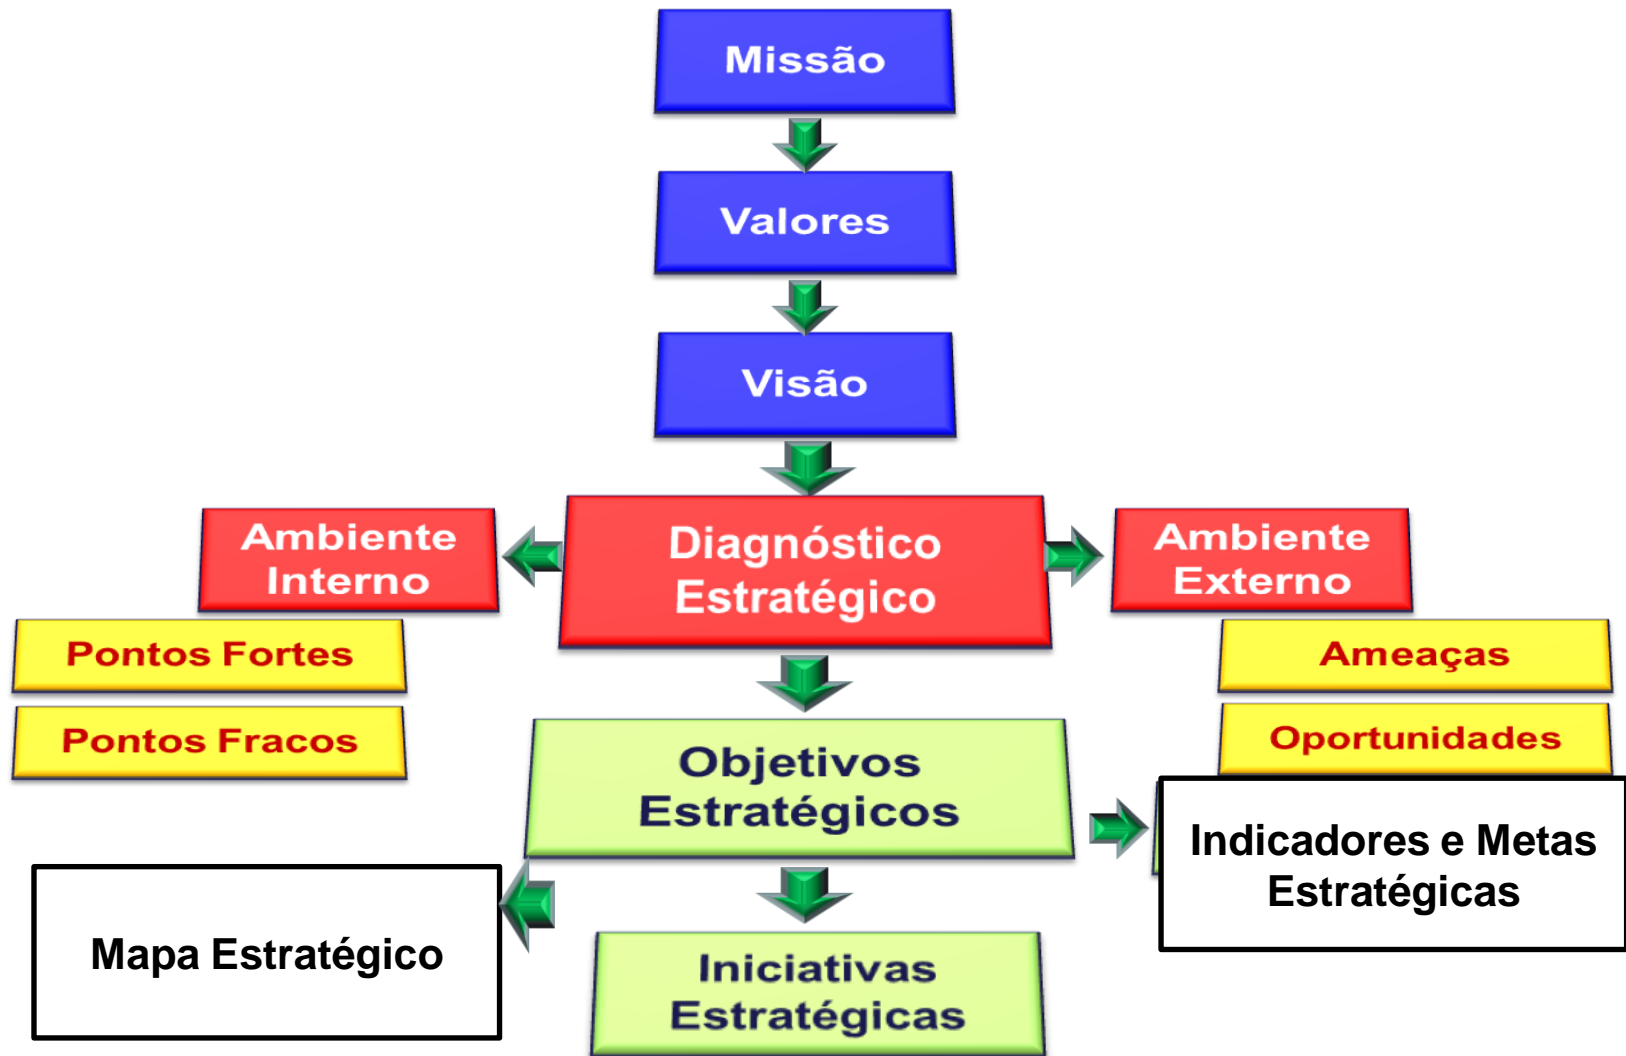 Missão
Valores
Visão
Ambiente
Interno
Diagnóstico
Estratégico
Ambiente
Externo
Pontos Fortes
Pontos Fracos
Ameaças
Oportunidades
Objetivos
Estratégicos
Indicadores e Metas
Estratégicas
Mapa Estratégico
Iniciativas
Estratégicas